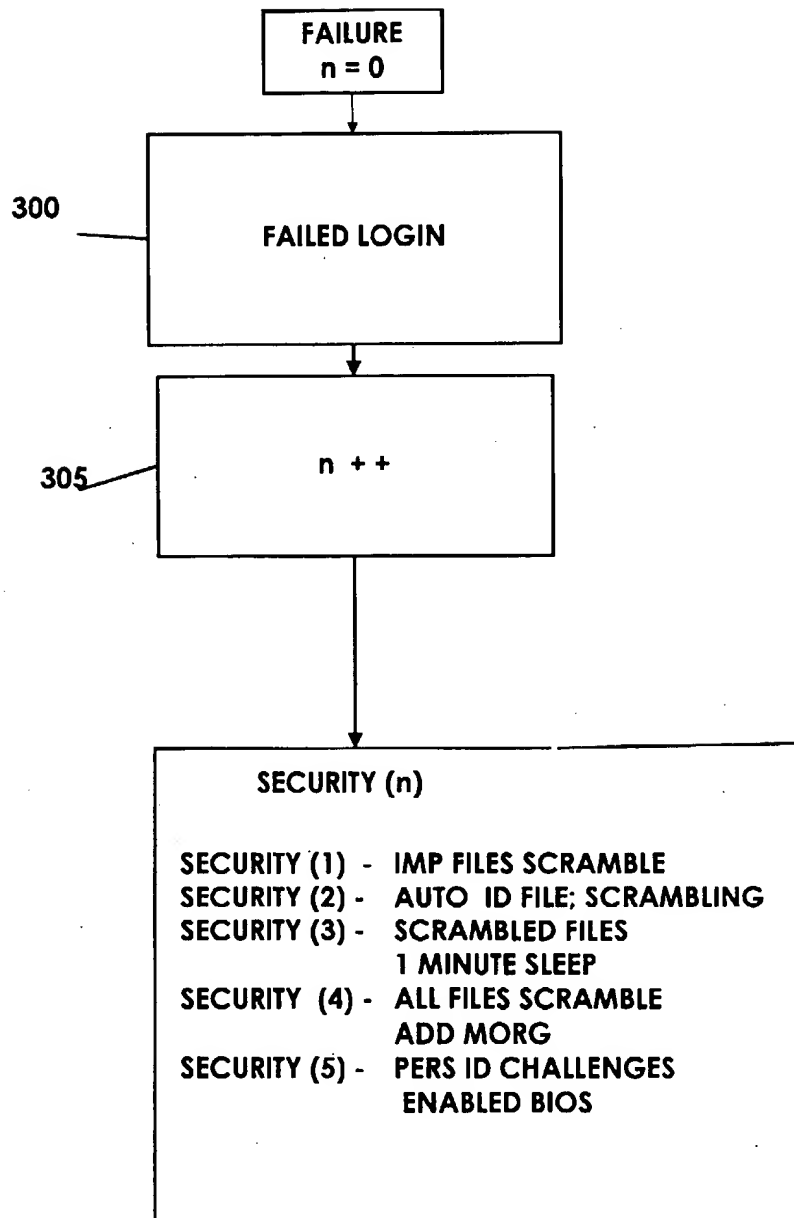 FAILURE
n = 0
300
FAILED LOGIN
305
n ++
SECURITY (n)
SECURITY (1) - IMP FILES SCRAMBLE
SECURITY (2) - AUTO ID FILE; SCRAMBLING
SECURITY (3) - SCRAMBLED FILES
1 MINUTE SLEEP
SECURITY (4) - ALL FILES SCRAMBLE
ADD MORG
SECURITY (5) - PERS ID CHALLENGES
ENABLED BIOS